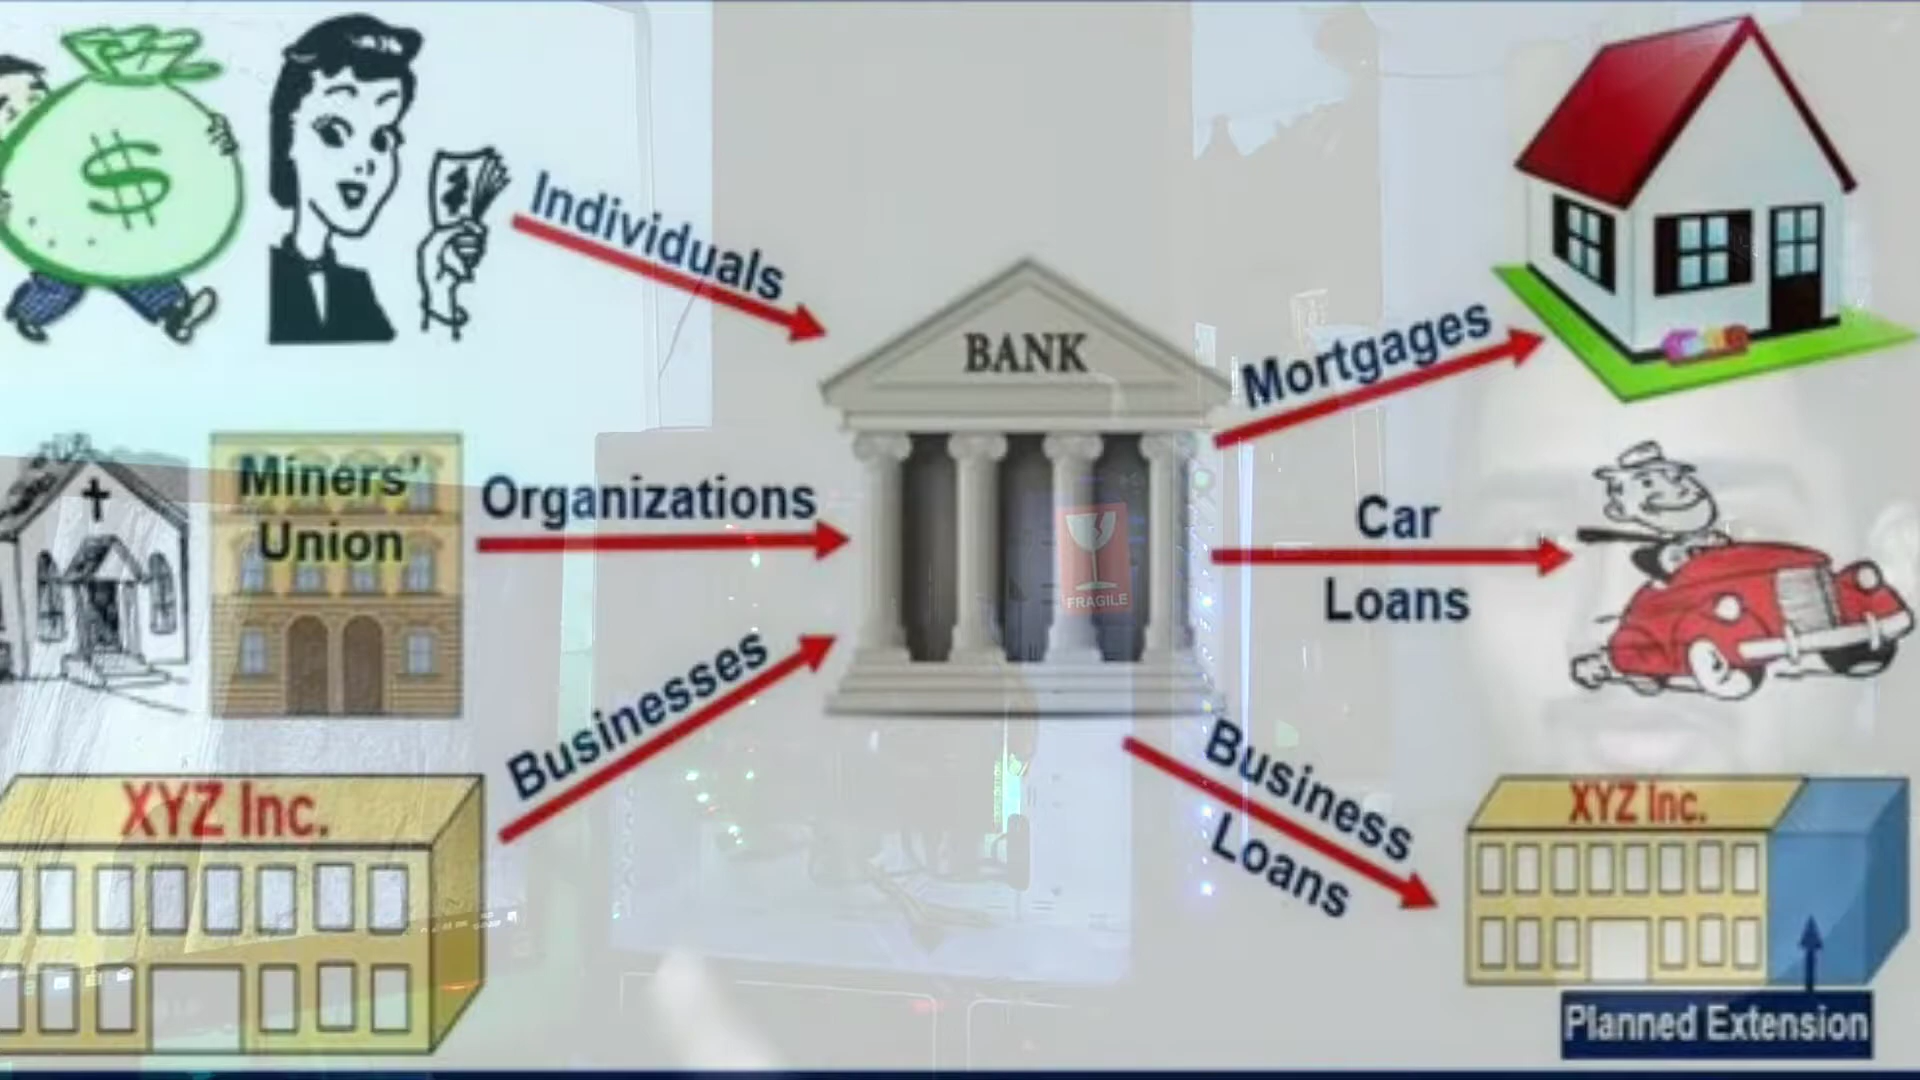 $
Individuals
BANK
Mortgages
Miners'
Union
Organizations
Car
Loans
FRAGILE
Businesses
Business
Loans
XYZ Inc.
XYZ Inc.
Planned Extension